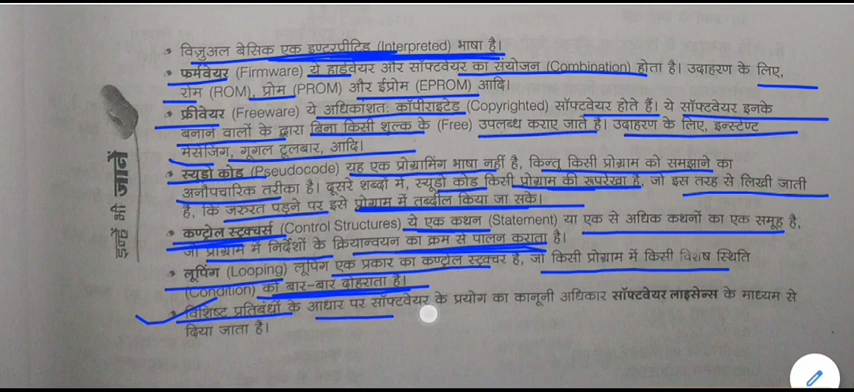 • विजुअल बेसिक एक इण्टरप्रीटिड (Interpreted) भाषा है।
• फर्मवेयर (Firmware) ये हार्डवेयर और सॉफ्टवेयर का संयोजन (Combination) होता है। उदाहरण के लिए,
रोम (ROM), प्रोम (PROM) और ईप्रोम (EPROM) आदि।
• फ्रीवेयर (Freeware) ये अधिकांशतः कॉपीराइटेड (Copyrighted) सॉफ्टवेयर होते हैं। ये सॉफ्टवेयर इनके
बनाने वालों के द्वारा बिना किसी शुल्क के (Free) उपलब्ध कराए जाते है। उदाहरण के लिए, इन्स्टेण्ट
मैसेजिंग, गूगल टूलबार, आदि।
• स्यूडो कोड (Pseudocode) यह एक प्रोग्रामिंग भाषा नहीं है, किन्तु किसी प्रोग्राम को समझाने का
अनौपचारिक तरीका है। दूसरे शब्दों में, स्यूडो कोड किसी प्रोग्राम की रूपरेखा है, जो इस तरह से लिखी जाती
है, कि जरुरत पड़ने पर इसे प्रोग्राम में तब्दील किया जा सके।
• कण्ट्रोल स्ट्रक्चर्स (Control Structures) ये एक कथन (Statement) या एक से अधिक कथनों का एक समूह है,
जो प्रोग्राम में निर्देशों के क्रियान्वयन का क्रम से पालन कराता है।
• लूपिंग (Looping) लूपिंग एक प्रकार का कण्ट्रोल स्ट्रक्चर है, जो किसी प्रोग्राम में किसी विशेष स्थिति
(Condition) को बार-बार दोहराता है।
• विशिष्ट प्रतिबंधों के आधार पर सॉफ्टवेयर के प्रयोग का कानूनी अधिकार सॉफ्टवेयर लाइसेन्स के माध्यम से
दिया जाता है।
इन्हें भी जानें